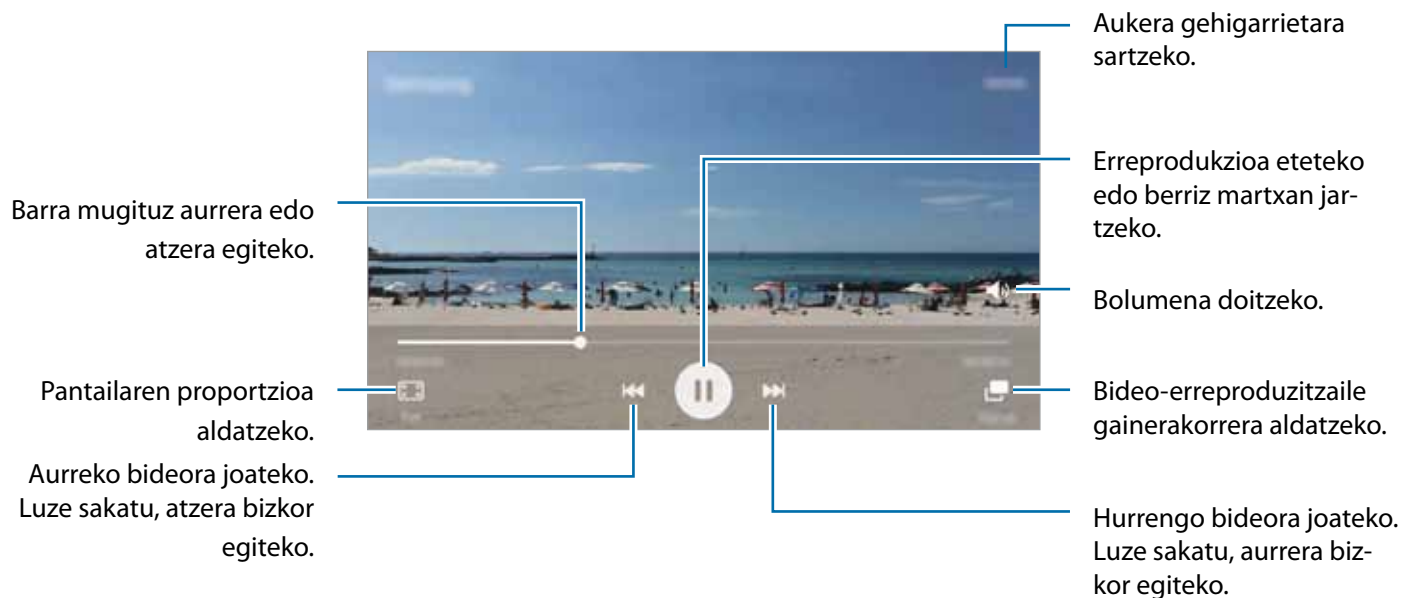 Aukera gehigarrietara
sartzeko.
Erreprodukzioa eteteko
edo berriz martxan jar-
tzeko.
Barra mugituz aurrera edo
atzera egiteko.
Bolumena doitzeko.
Pantailaren proportzioa
aldatzeko.
Bideo-erreproduzitzaile
gainerakorrera aldatzeko.
Aurreko bideora joateko.
Luze sakatu, atzera bizkor
egiteko.
Hurrengo bideora joateko.
Luze sakatu, aurrera biz-
kor egiteko.